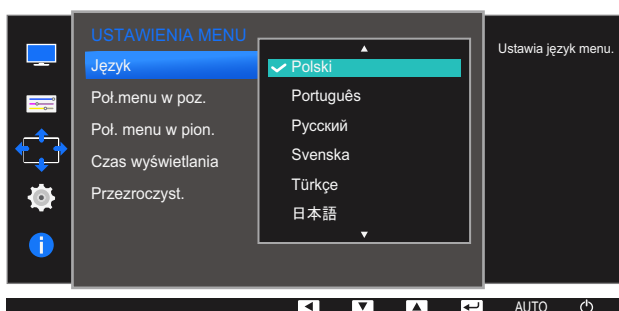 USTAWIENIA MENU
Język
Poł.menu w poz.
Poł. menu w pion.
Czas wyświetlania
Przezroczyst.
Polski
Português
Русский
Svenska
Türkçe
日本語
Ustawia język menu.
AUTO